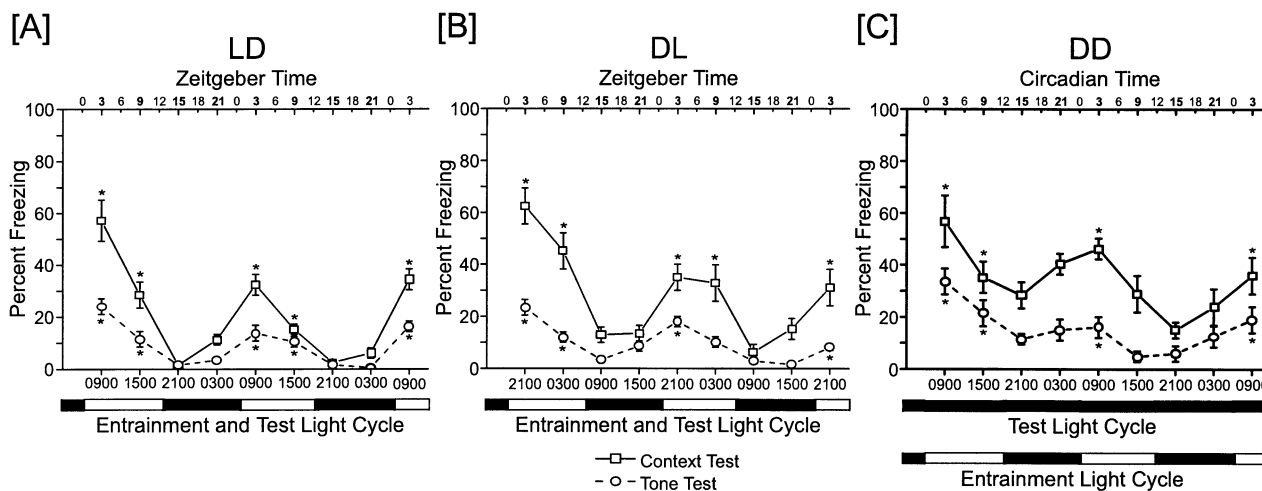 [A]
LD
Zeitgeber Time
0 3 6 9 12 15 18 21 0 3 6 9 12 15 18 21 0 3
100
80
60
40
20
0
Percent Freezing
* * * * * *
* * * * *
0900 1500 2100 0300 0900 1500 2100 0300 0900
Entrainment and Test Light Cycle
[B]
DL
Zeitgeber Time
0 3 6 9 12 15 18 21 0 3 6 9 12 15 18 21 0 3
100
80
60
40
20
0
Percent Freezing
* * * * *
* * * *
2100 0300 0900 1500 2100 0300 0900 1500 2100
Entrainment and Test Light Cycle
Context Test
Tone Test
[C]
DD
Circadian Time
0 3 6 9 12 15 18 21 0 3 6 9 12 15 18 21 0 3
100
80
60
40
20
0
Percent Freezing
* * * *
* * * *
0900 1500 2100 0300 0900 1500 2100 0300 0900
Test Light Cycle
Entrainment Light Cycle